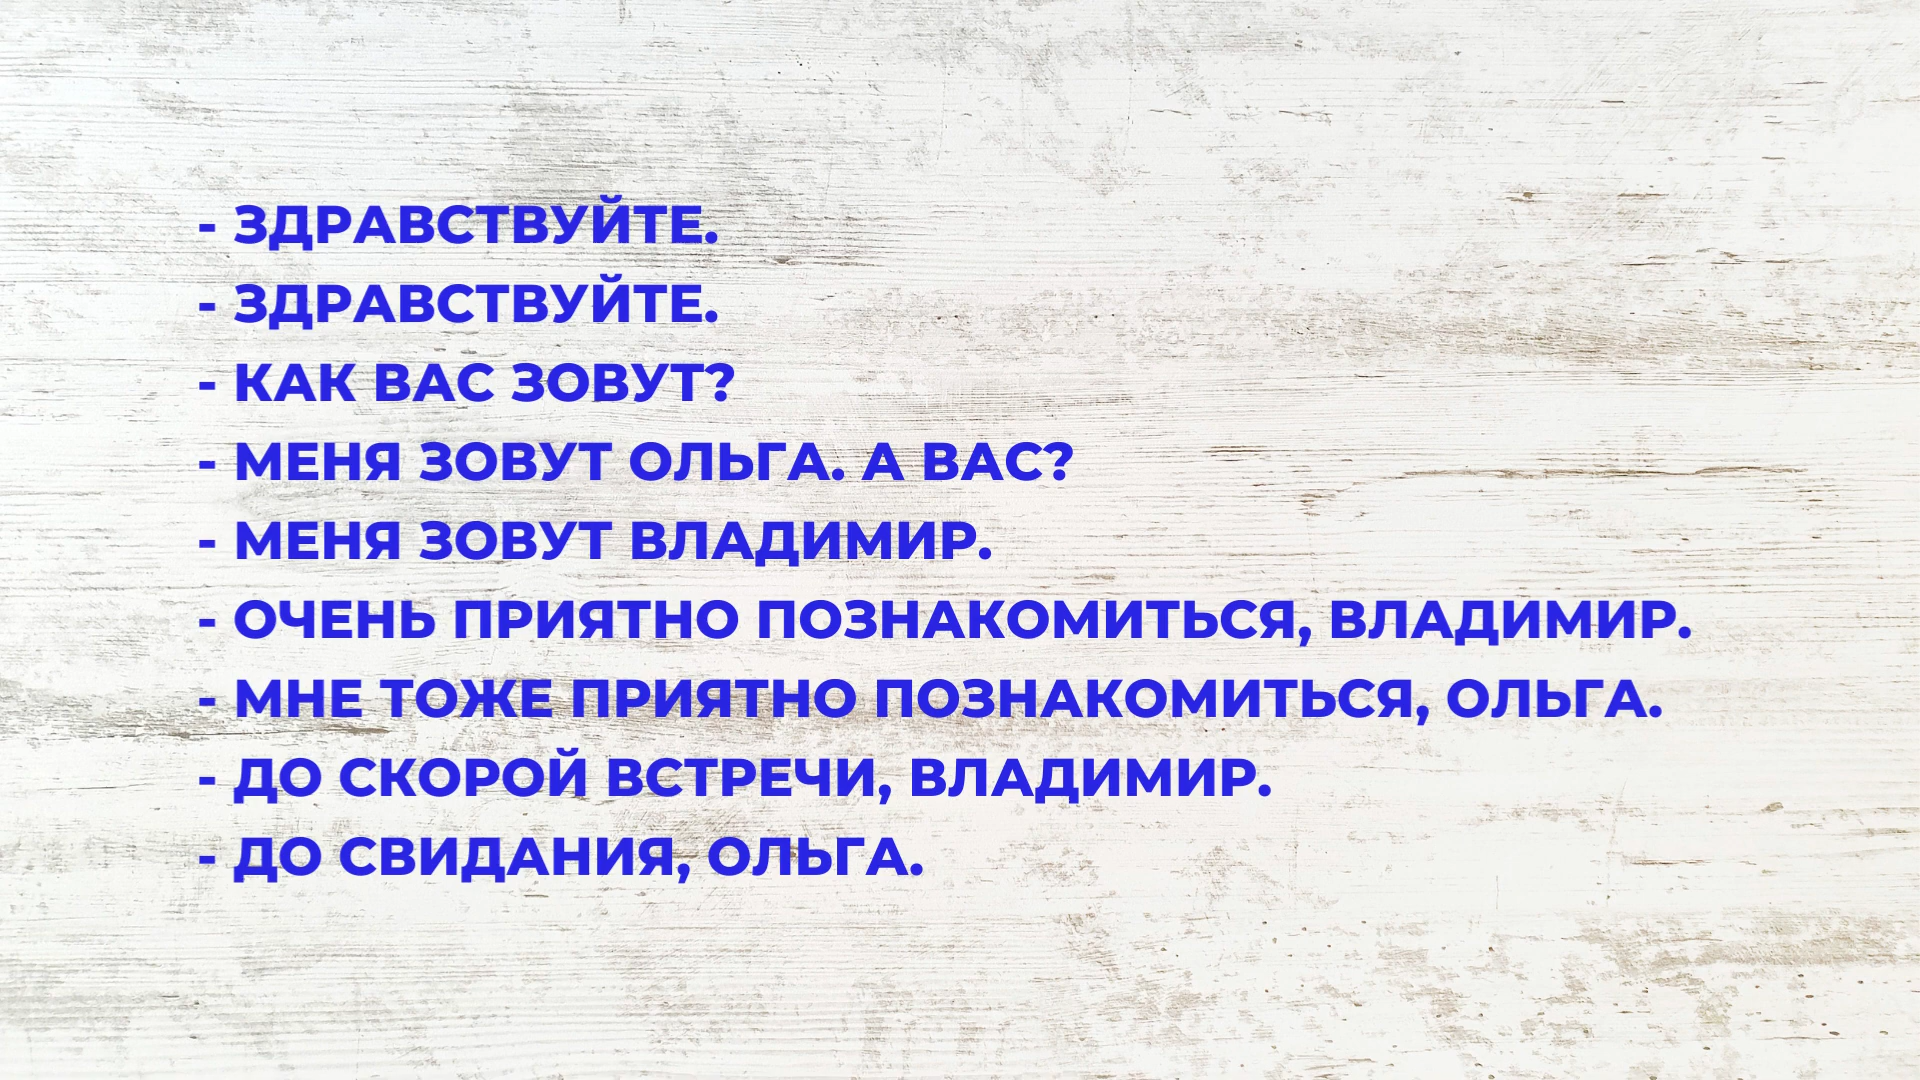 - ЗДРАВСТВУЙТЕ.
- ЗДРАВСТВУЙТЕ.
- КАК ВАС ЗОВУТ?
- МЕНЯ ЗОВУТ ОЛЬГА. А ВАС?
- МЕНЯ ЗОВУТ ВЛАДИМИР.
- ОЧЕНЬ ПРИЯТНО ПОЗНАКОМИТЬСЯ, ВЛАДИМИР.
- МНЕ ТОЖЕ ПРИЯТНО ПОЗНАКОМИТЬСЯ, ОЛЬГА.
- ДО СКОРОЙ ВСТРЕЧИ, ВЛАДИМИР.
- ДО СВИДАНИЯ, ОЛЬГА.